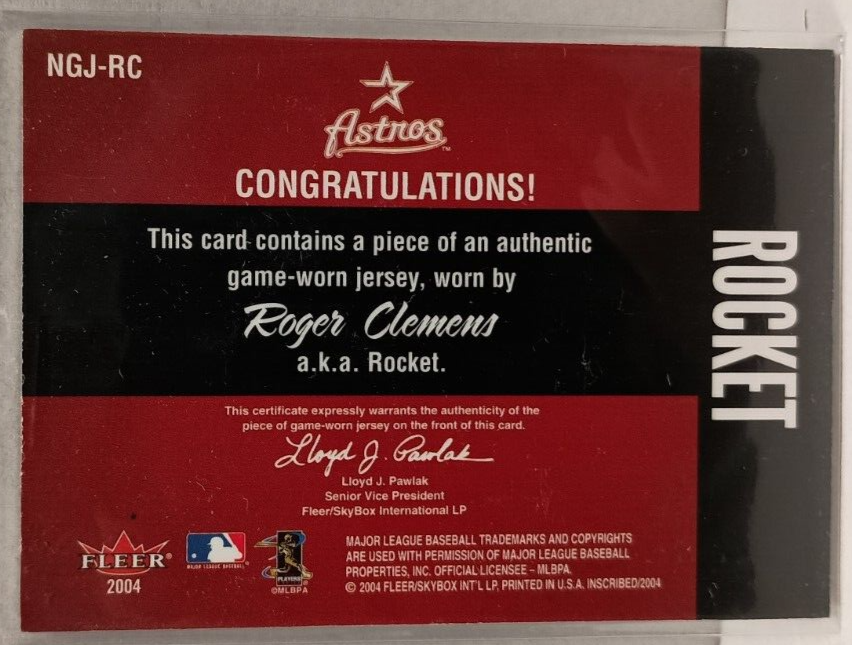 NGJ-RC
Astros
CONGRATULATIONS!
This card contains a piece of an authentic
game-worn jersey, worn by
Roger Clemens
a.k.a. Rocket.
ROCKET
This certificate expressly warrants the authenticity of the
piece of game-worn jersey on the front of this card.
Lloyd J. Pawlak
Lloyd J. Pawlak
Senior Vice President
Fleer/SkyBox International LP
FLEER®
2004
MAJOR LEAGUE BASEBALL
PLAYERS
©MLBPA
MAJOR LEAGUE BASEBALL TRADEMARKS AND COPYRIGHTS
ARE USED WITH PERMISSION OF MAJOR LEAGUE BASEBALL
PROPERTIES, INC. OFFICIAL LICENSEE – MLBPA.
© 2004 FLEER/SKYBOX INT'L LP. PRINTED IN U.S.A. INSCRIBED/2004